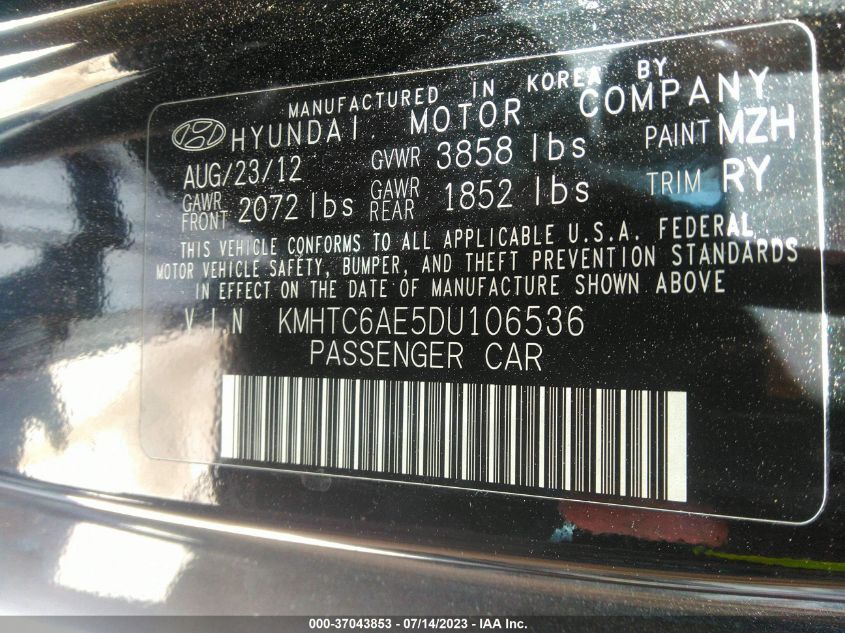 MANUFACTURED IN KOREA BY
HYUNDAI MOTOR COMPANY
AUG/23/12 GVWR 3858 lbs PAINT MZH
GAWR FRONT 2072 lbs GAWR REAR 1852 lbs TRIM RY
THIS VEHICLE CONFORMS TO ALL APPLICABLE U.S.A. FEDERAL
MOTOR VEHICLE SAFETY, BUMPER, AND THEFT PREVENTION STANDARDS
IN EFFECT ON THE DATE OF MANUFACTURE SHOWN ABOVE
V.I.N KMHTC6AE5DU106536
PASSENGER CAR
000-37043853 - 07/14/2023 - IAA Inc.